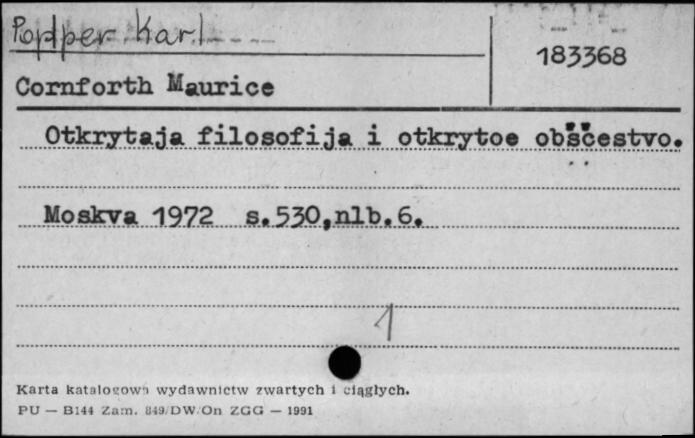 Popper Karl
183368
Cornforth Maurice
Otkrytaja filosofija i otkrytoe obščestvo.
Moskva 1972 s.530,nlb.6.
1
Karta katalogowa wydawnictw zwartych i ciągłych.
PU — B144 Zam. 849/DW/On ZGG — 1991